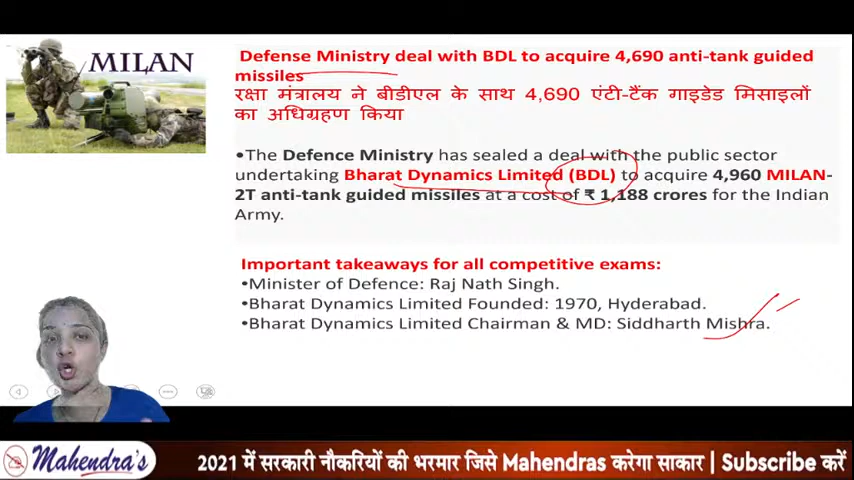 MILAN
Defense Ministry deal with BDL to acquire 4,690 anti-tank guided
missiles
रक्षा मंत्रालय ने बीडीएल के साथ 4,690 एंटी-टैंक गाइडेड मिसाइलों
का अधिग्रहण किया
•The Defence Ministry has sealed a deal with the public sector
undertaking Bharat Dynamics Limited (BDL) to acquire 4,960 MILAN-
2T anti-tank guided missiles at a cost of ₹ 1,188 crores for the Indian
Army.
Important takeaways for all competitive exams:
•Minister of Defence: Raj Nath Singh.
•Bharat Dynamics Limited Founded: 1970, Hyderabad.
•Bharat Dynamics Limited Chairman & MD: Siddharth Mishra.
Mahendra's
2021 में सरकारी नौकरियों की भरमार जिसे Mahendras करेगा साकार | Subscribe करें